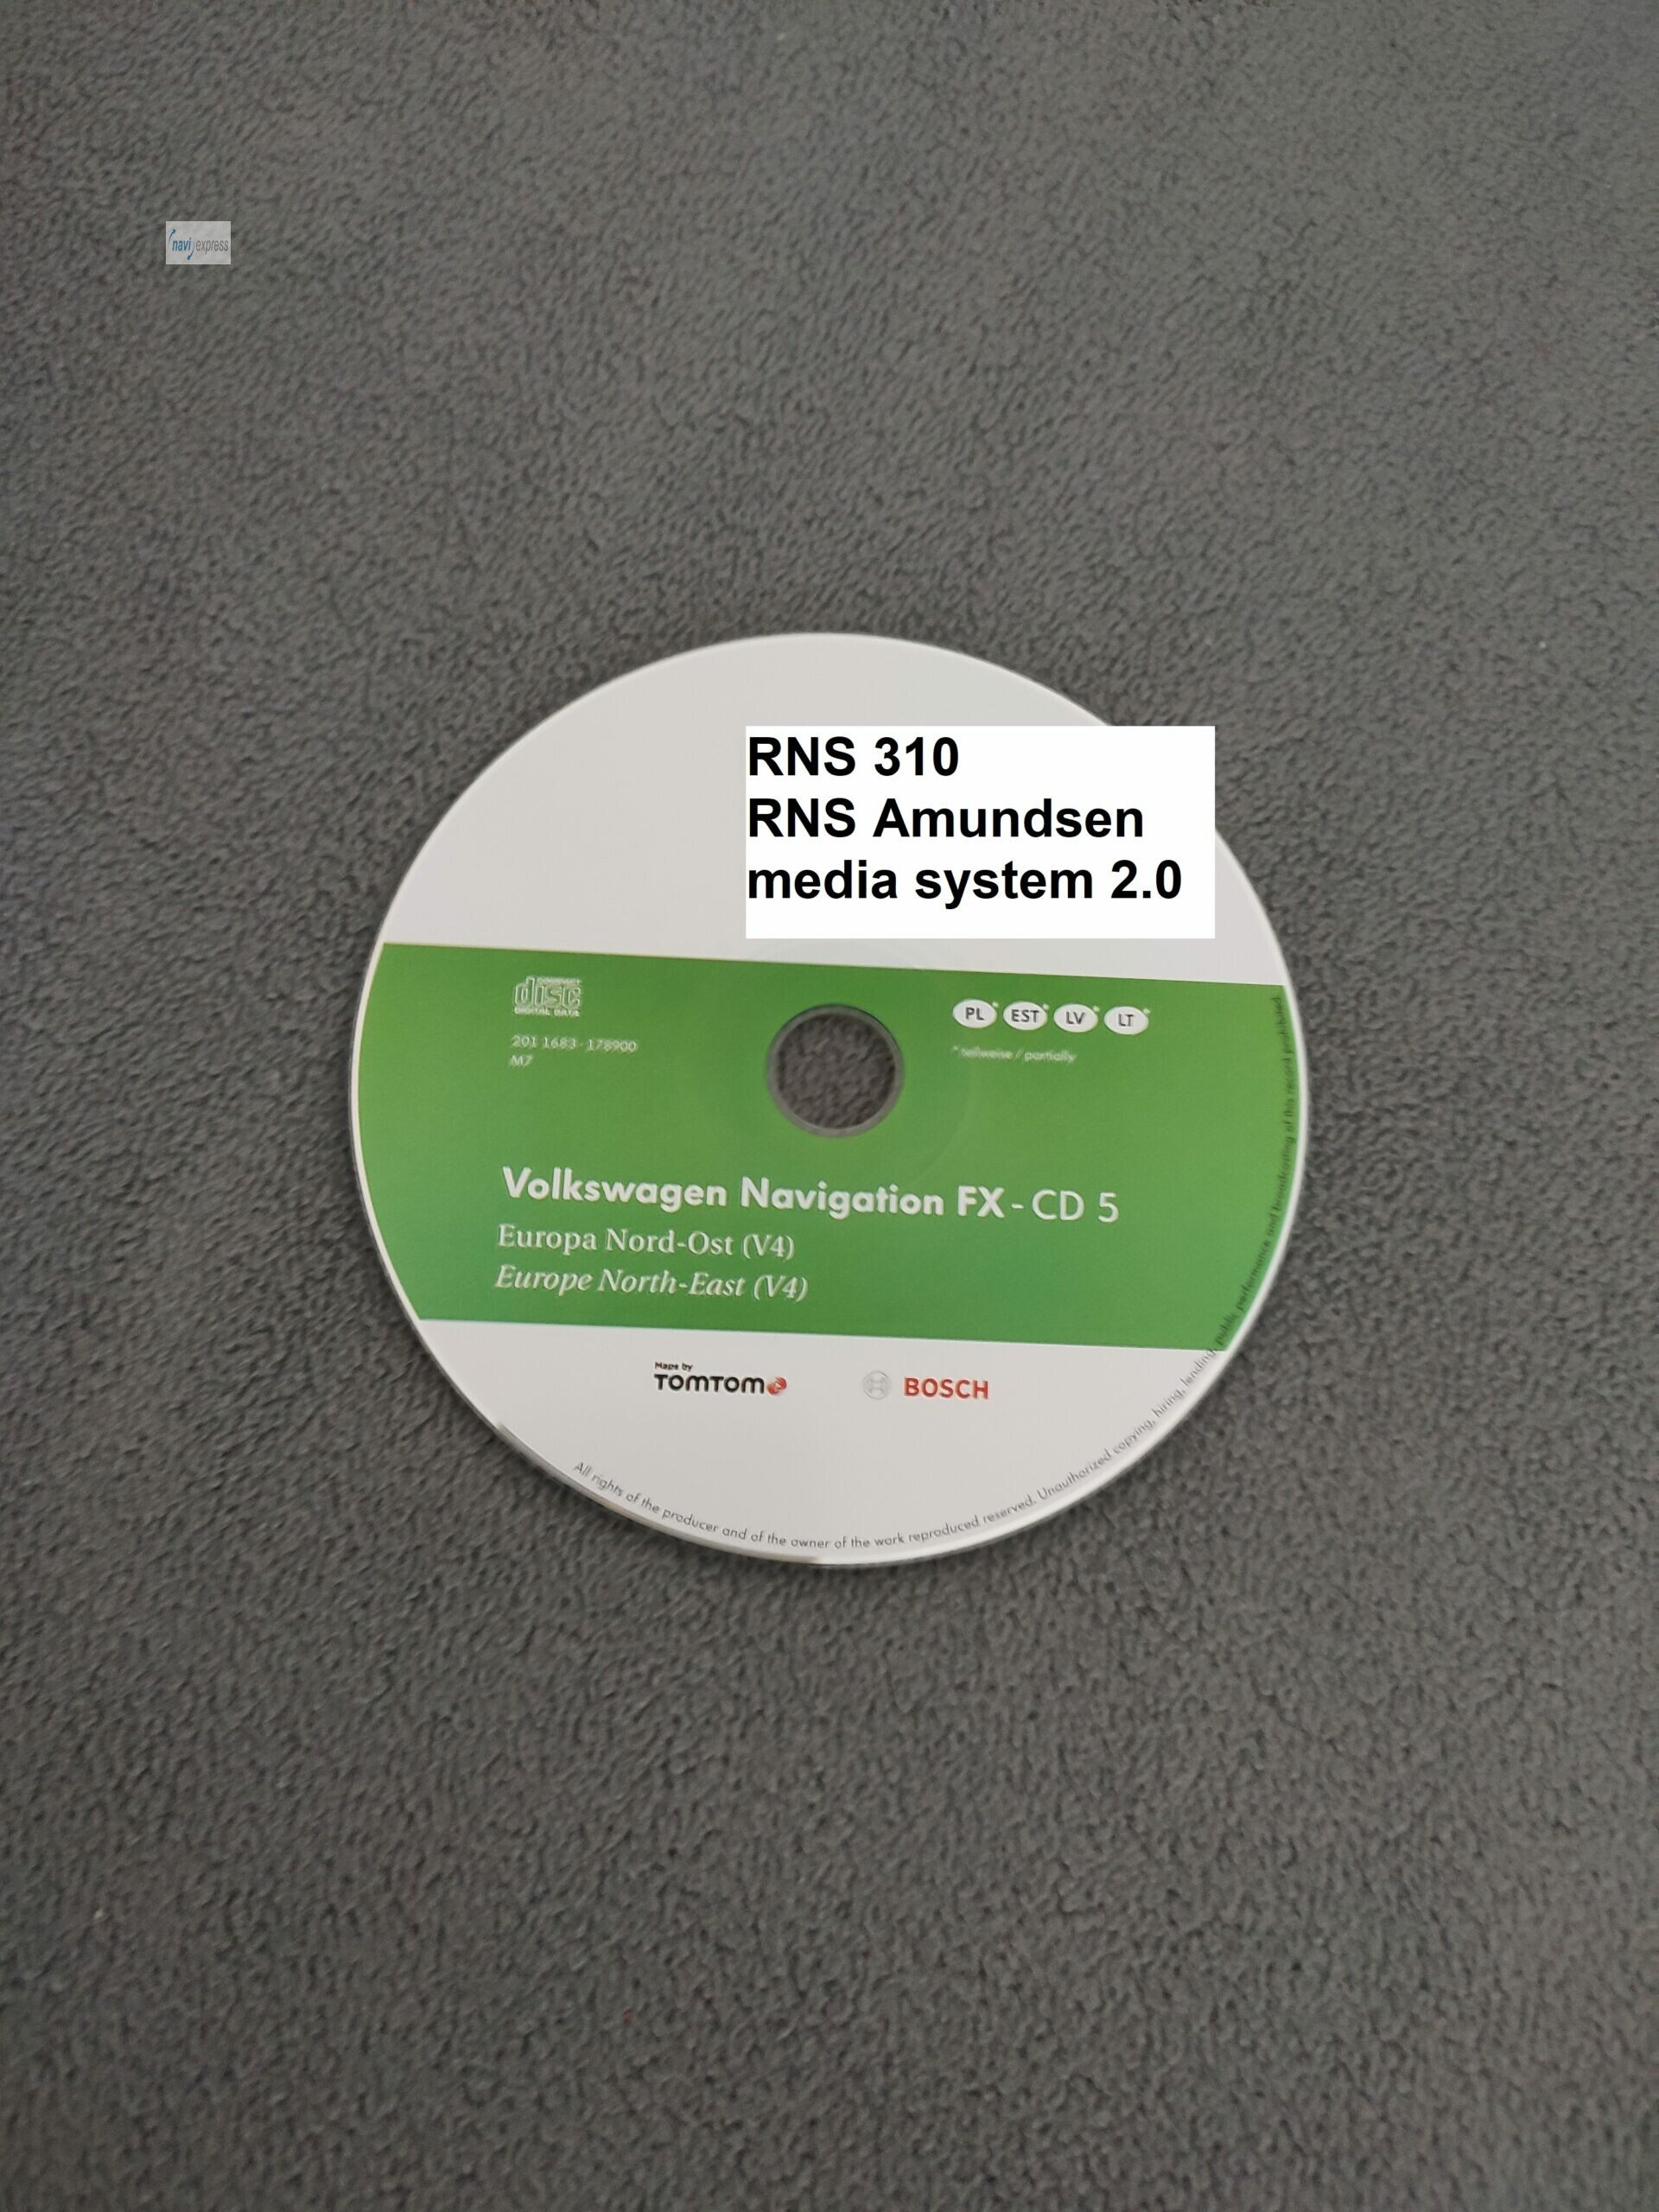 navi express
RNS 310
RNS Amundsen
media system 2.0
COMPACT
disc
DIGITAL DATA
PL* EST* LV* LT*
201 1683 - 178900
M7
* teilweise / partially
Volkswagen Navigation FX - CD 5
Europa Nord-Ost (V4)
Europe North-East (V4)
Maps by
TOMTOM
BOSCH
All rights of the producer and of the owner of the work reproduced reserved. Unauthorized copying, hiring, lending, public performance and broadcasting of this record prohibited.